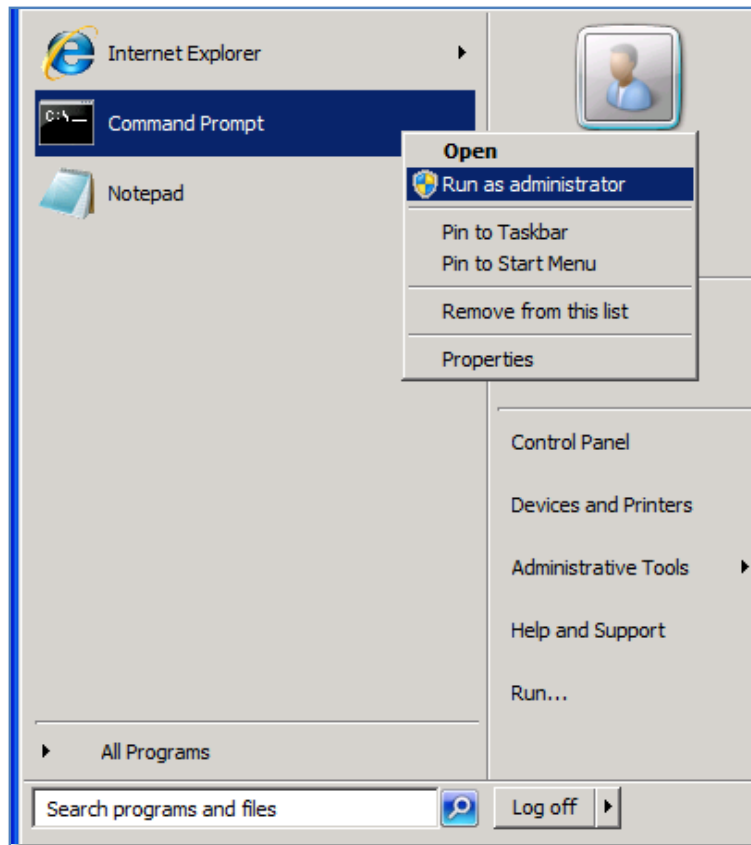 Internet Explorer
C:\
Command Prompt
Notepad
Open
Run as administrator
Pin to Taskbar
Pin to Start Menu
Remove from this list
Properties
Control Panel
Devices and Printers
Administrative Tools
Help and Support
Run...
All Programs
Search programs and files
Log off